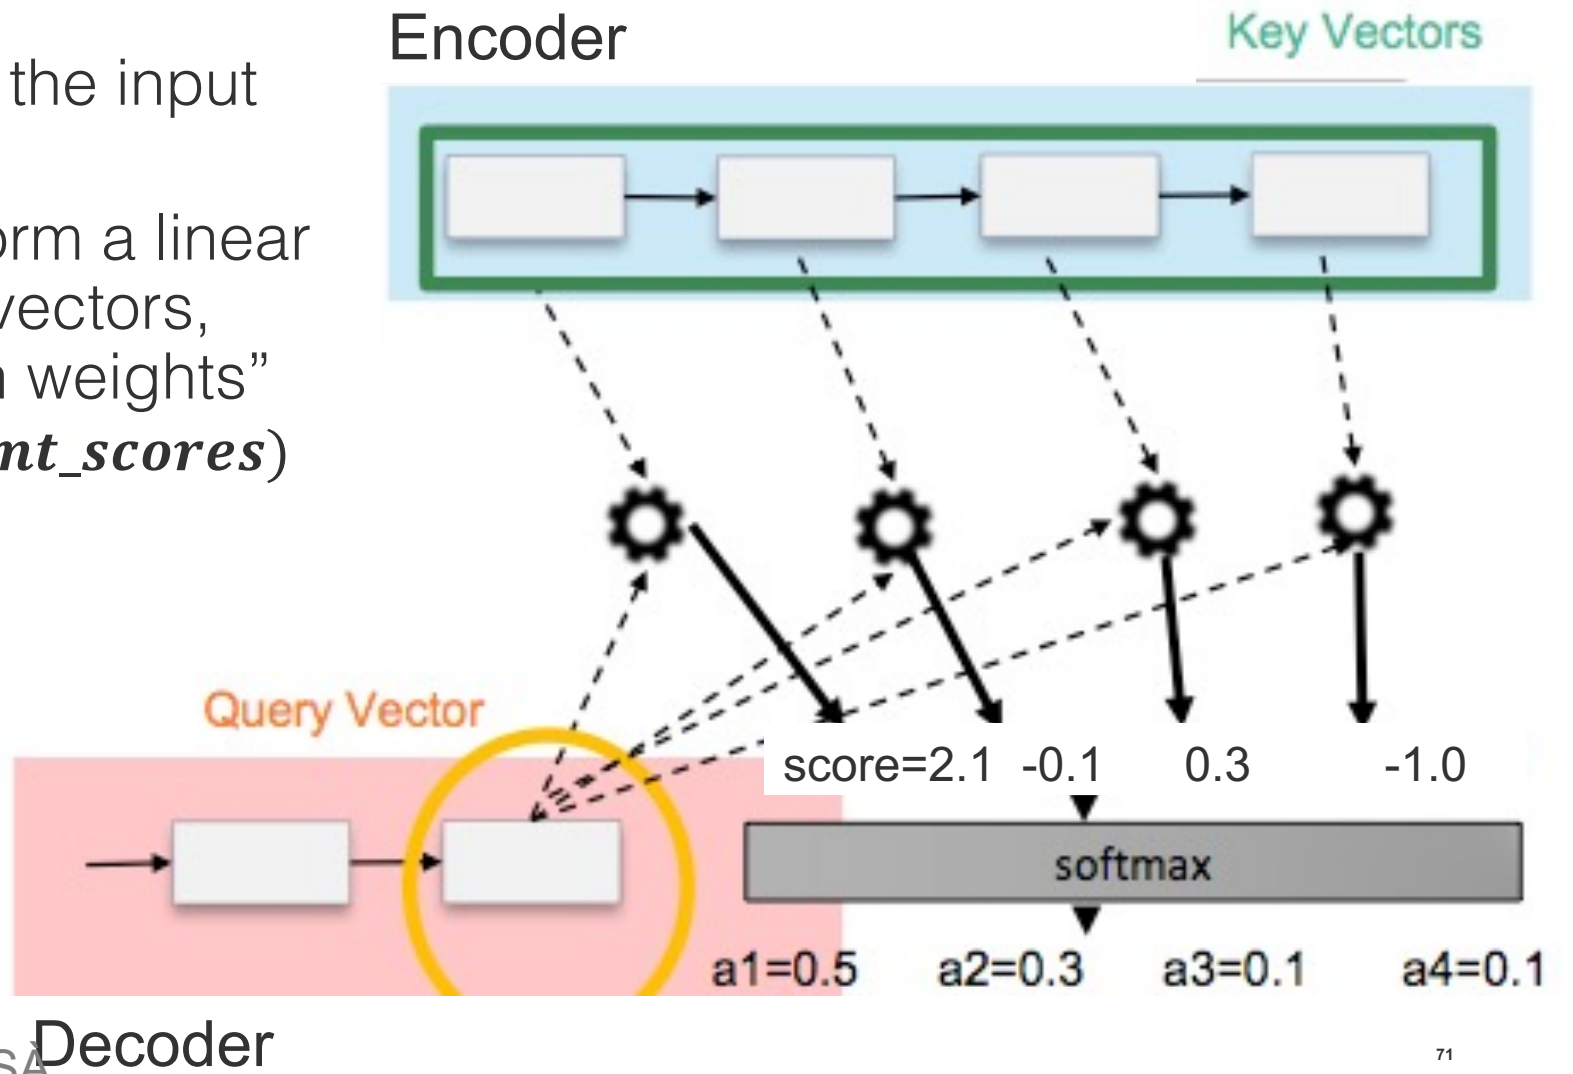 Encoder
Key Vectors
the input
orm a linear
vectors,
weights”
nt_scores)
Query Vector
score=2.1 -0.1 0.3 -1.0
softmax
a1=0.5 a2=0.3 a3=0.1 a4=0.1
Decoder
71